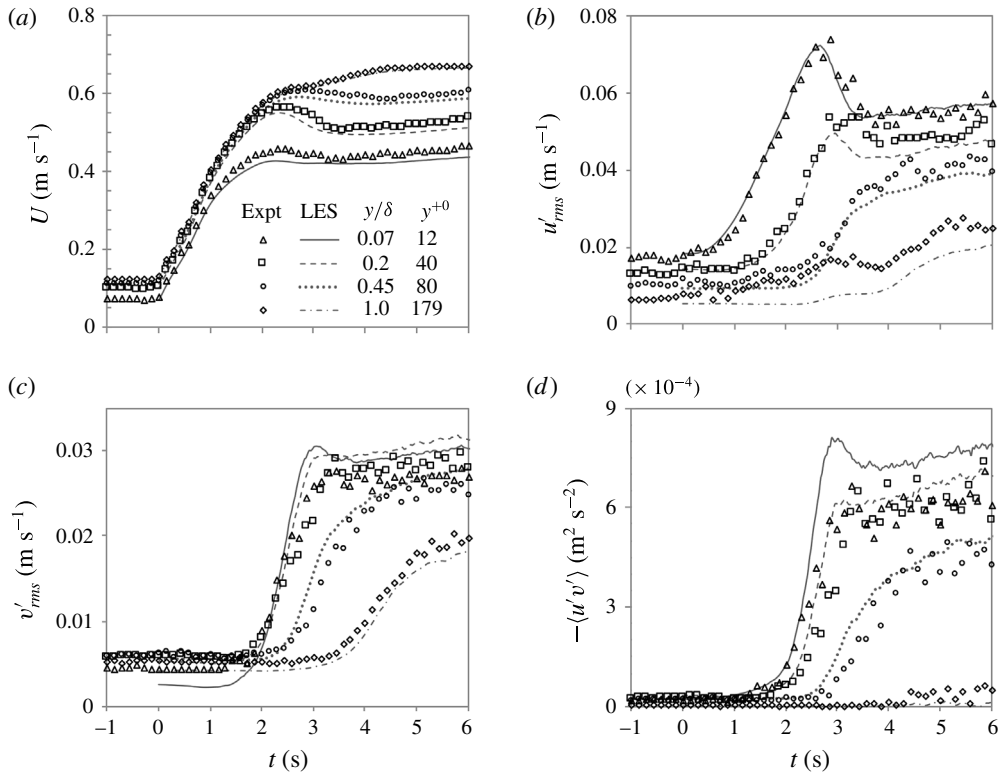 (a)
0.8
0.6
0.4
0.2
0
U (m s⁻¹)
Expt LES y/δ y⁺⁰
0.07 12
0.2 40
0.45 80
1.0 179
(b)
0.08
0.06
0.04
0.02
0
u′rms (m s⁻¹)
(c)
0.03
0.02
0.01
0
v′rms (m s⁻¹)
−1 0 1 2 3 4 5 6
t (s)
(d) (× 10⁻⁴)
9
6
3
0
−⟨u′v′⟩ (m² s⁻²)
−1 0 1 2 3 4 5 6
t (s)